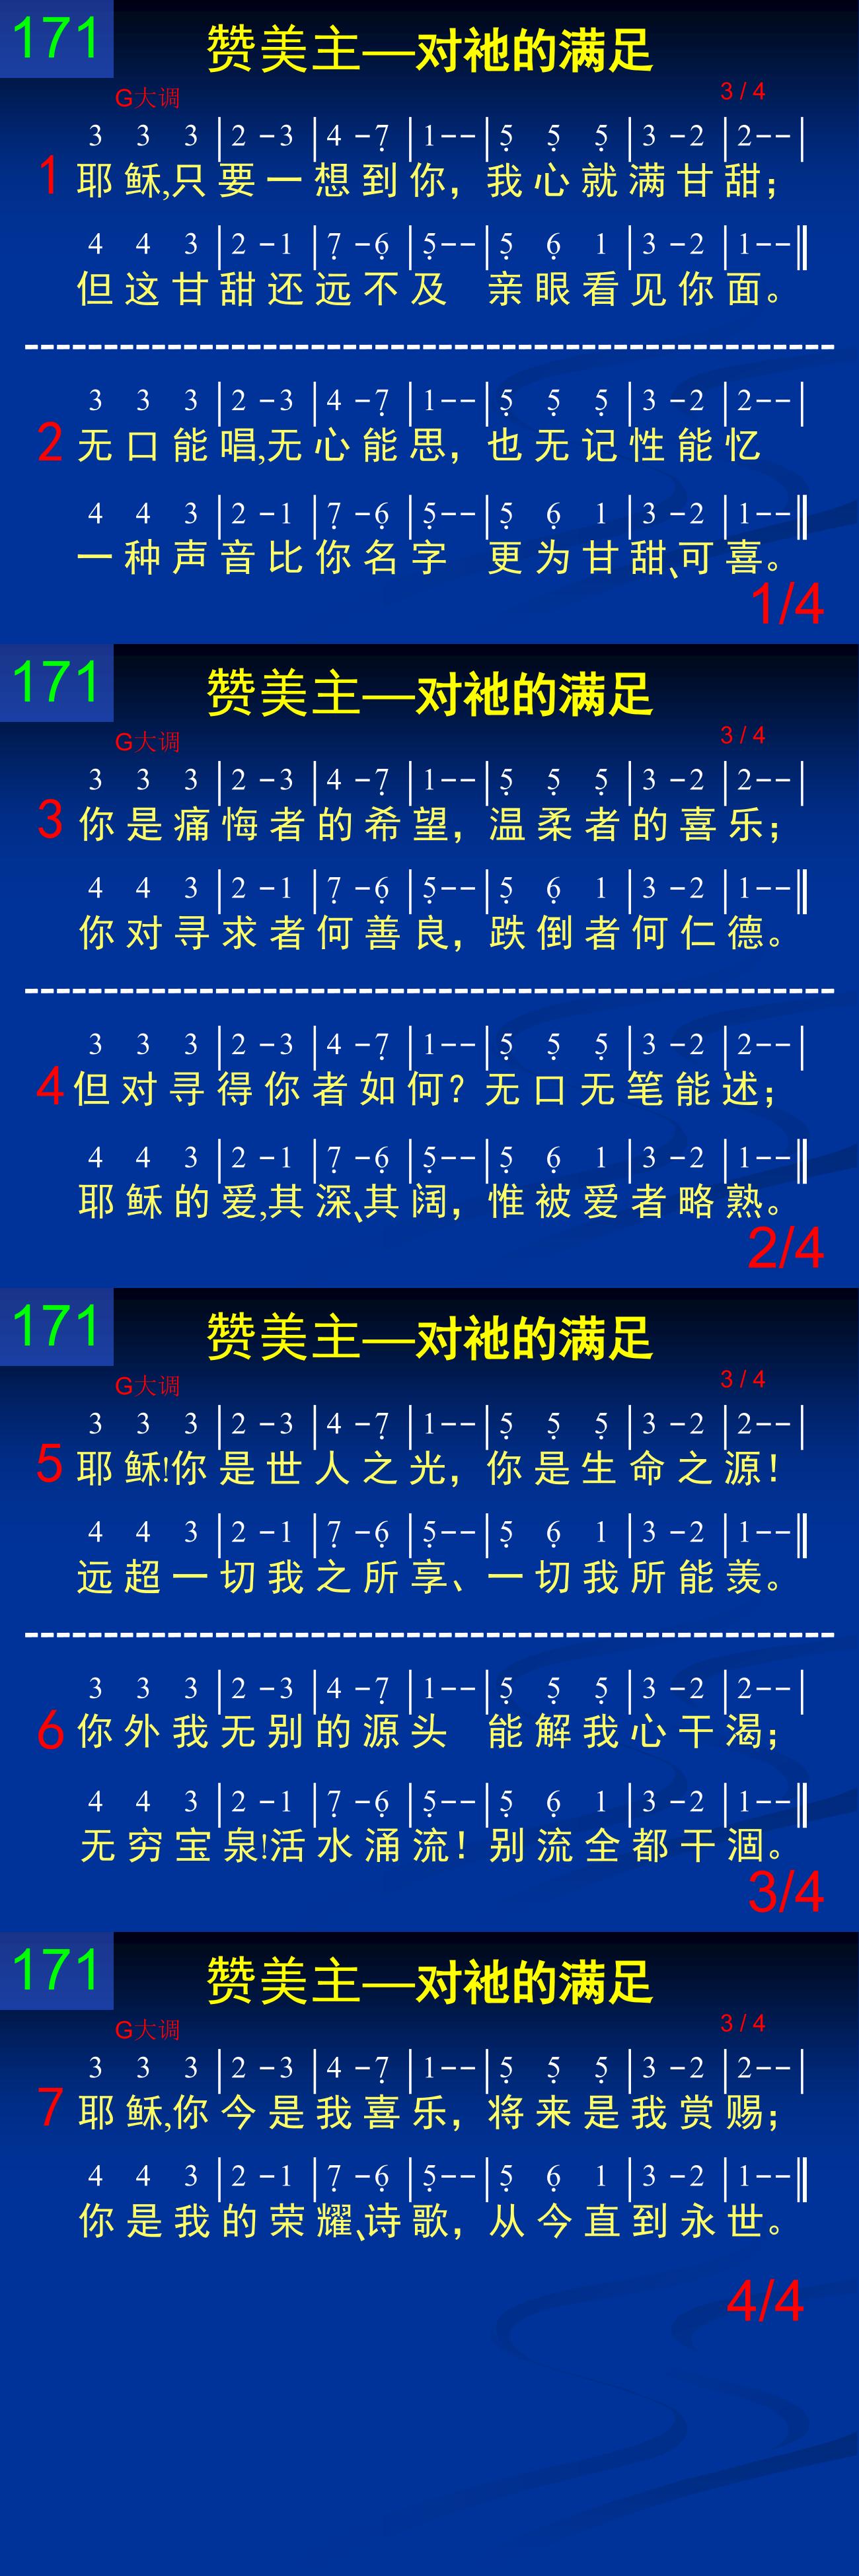 171
赞美主—对祂的满足
G大调
3 / 4
3 3 3 |2 -3 |4 -7̣ |1-- |5̣ 5̣ 5̣ |3 -2 |2-- |
1 耶稣,只要一想到你，我心就满甘甜；
4 4 3 |2 -1 |7̣ -6̣ |5̣-- |5̣ 6̣ 1 |3 -2 |1--‖
但这甘甜还远不及 亲眼看见你面。
3 3 3 |2 -3 |4 -7̣ |1-- |5̣ 5̣ 5̣ |3 -2 |2-- |
2 无口能唱,无心能思，也无记性能忆
4 4 3 |2 -1 |7̣ -6̣ |5̣-- |5̣ 6̣ 1 |3 -2 |1--‖
一种声音比你名字 更为甘甜、可喜。
1/4
171
赞美主—对祂的满足
G大调
3 / 4
3 3 3 |2 -3 |4 -7̣ |1-- |5̣ 5̣ 5̣ |3 -2 |2-- |
3 你是痛悔者的希望，温柔者的喜乐；
4 4 3 |2 -1 |7̣ -6̣ |5̣-- |5̣ 6̣ 1 |3 -2 |1--‖
你对寻求者何善良，跌倒者何仁德。
3 3 3 |2 -3 |4 -7̣ |1-- |5̣ 5̣ 5̣ |3 -2 |2-- |
4 但对寻得你者如何？无口无笔能述；
4 4 3 |2 -1 |7̣ -6̣ |5̣-- |5̣ 6̣ 1 |3 -2 |1--‖
耶稣的爱,其深、其阔，惟被爱者略熟。
2/4
171
赞美主—对祂的满足
G大调
3 / 4
3 3 3 |2 -3 |4 -7̣ |1-- |5̣ 5̣ 5̣ |3 -2 |2-- |
5 耶稣!你是世人之光，你是生命之源！
4 4 3 |2 -1 |7̣ -6̣ |5̣-- |5̣ 6̣ 1 |3 -2 |1--‖
远超一切我之所享、一切我所能羡。
3 3 3 |2 -3 |4 -7̣ |1-- |5̣ 5̣ 5̣ |3 -2 |2-- |
6 你外我无别的源头 能解我心干渴；
4 4 3 |2 -1 |7̣ -6̣ |5̣-- |5̣ 6̣ 1 |3 -2 |1--‖
无穷宝泉!活水涌流！别流全都干涸。
3/4
171
赞美主—对祂的满足
G大调
3 / 4
3 3 3 |2 -3 |4 -7̣ |1-- |5̣ 5̣ 5̣ |3 -2 |2-- |
7 耶稣,你今是我喜乐，将来是我赏赐；
4 4 3 |2 -1 |7̣ -6̣ |5̣-- |5̣ 6̣ 1 |3 -2 |1--‖
你是我的荣耀、诗歌，从今直到永世。
4/4